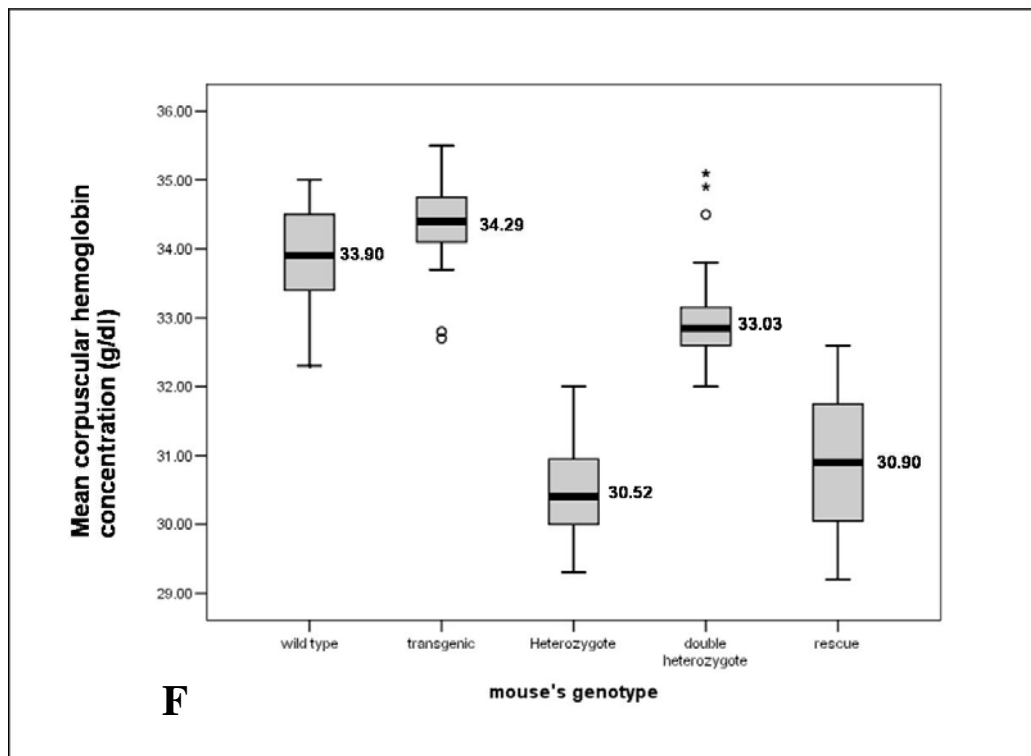 Mean corpuscular hemoglobin
concentration (g/dl)
36.00
35.00
34.00
33.00
32.00
31.00
30.00
29.00
33.90
34.29
30.52
33.03
30.90
wild type
transgenic
Heterozygote
double
heterozygote
rescue
mouse's genotype
F